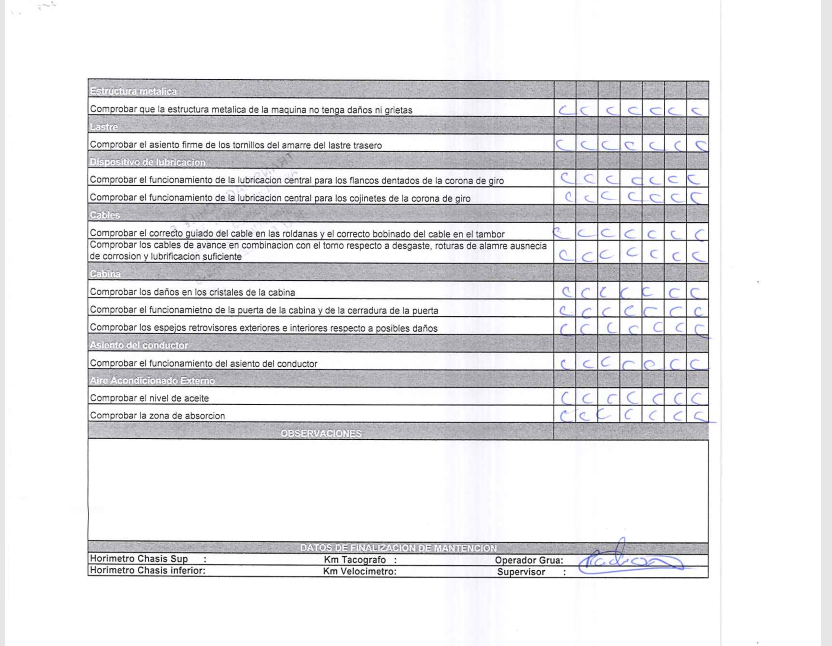 Estructura metalica
Comprobar que la estructura metalica de la maquina no tenga daños ni grietas C C C C C C C
Lastre
Comprobar el asiento firme de los tornillos del amarre del lastre trasero C C C C C C C
Dispositivo de lubricacion
Comprobar el funcionamiento de la lubricacion central para los flancos dentados de la corona de giro C C C C C C C
Comprobar el funcionamiento de la lubricacion central para los cojinetes de la corona de giro C C C C C C C
Cables
Comprobar el correcto guiado del cable en las roldanas y el correcto bobinado del cable en el tambor C C C C C C C
Comprobar los cables de avance en combinacion con el torno respecto a desgaste, roturas de alamre ausnecia
de corrosion y lubrificacion suficiente C C C C C C C
Cabina
Comprobar los daños en los cristales de la cabina C C C C C C C
Comprobar el funcionamietno de la puerta de la cabina y de la cerradura de la puerta C C C C C C C
Comprobar los espejos retrovisores exteriores e interiores respecto a posibles daños C C C C C C C
Asiento del conductor
Comprobar el funcionamiento del asiento del conductor C C C C C C C
Aire Acondicionado Externo
Comprobar el nivel de aceite C C C C C C C
Comprobar la zona de absorcion C C C C C C C
OBSERVACIONES
DATOS DE FINALIZACION DE MANTENCION
Horimetro Chasis Sup : Km Tacografo : Operador Grua:
Horimetro Chasis inferior: Km Velocimetro: Supervisor :